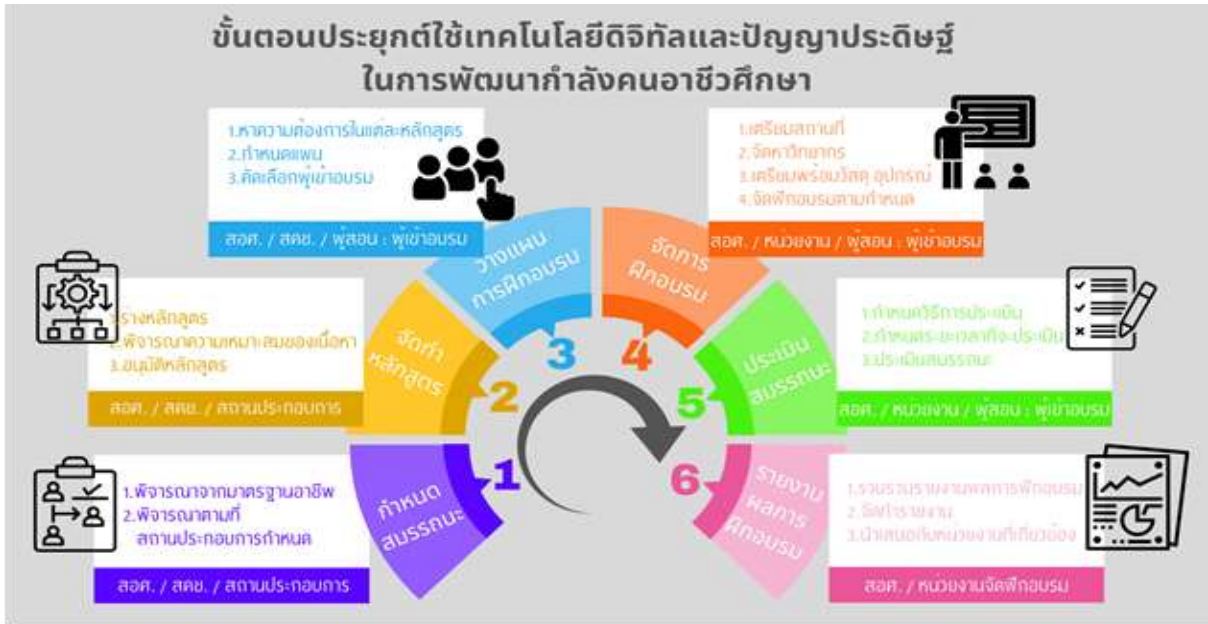 ขั้นตอนประยุกต์ใช้เทคโนโลยีดิจิทัลและปัญญาประดิษฐ์
ในการพัฒนากำลังคนอาชีวศึกษา
1
กำหนด
สมรรถนะ
1.พิจารณาจากมาตรฐานอาชีพ
2.พิจารณาตามที่
สถานประกอบการกำหนด
สอศ. / สคช. / สถานประกอบการ
2
จัดทำ
หลักสูตร
1.ร่างหลักสูตร
2.พิจารณาความเหมาะสมของเนื้อหา
3.อนุมัติหลักสูตร
สอศ. / สคช. / สถานประกอบการ
3
วางแผน
การฝึกอบรม
1.หาความต้องการในแต่ละหลักสูตร
2.กำหนดแผน
3.คัดเลือกผู้เข้าอบรม
สอศ. / สคช. / ผู้สอน : ผู้เข้าอบรม
4
จัดการ
ฝึกอบรม
1.เตรียมสถานที่
2.จัดหาวิทยากร
3.เตรียมพร้อมวัสดุ อุปกรณ์
4.จัดฝึกอบรมตามกำหนด
สอศ. / หน่วยงาน / ผู้สอน : ผู้เข้าอบรม
5
ประเมิน
สมรรถนะ
1.กำหนดวิธีการประเมิน
2.กำหนดระยะเวลาที่จะประเมิน
3.ประเมินสมรรถนะ
สอศ. / หน่วยงาน / ผู้สอน : ผู้เข้าอบรม
6
รายงาน
ผลการ
ฝึกอบรม
1.รวบรวมรายงานผลการฝึกอบรม
2.จัดทำรายงาน
3.นำเสนอกับหน่วยงานที่เกี่ยวข้อง
สอศ. / หน่วยงานจัดฝึกอบรม